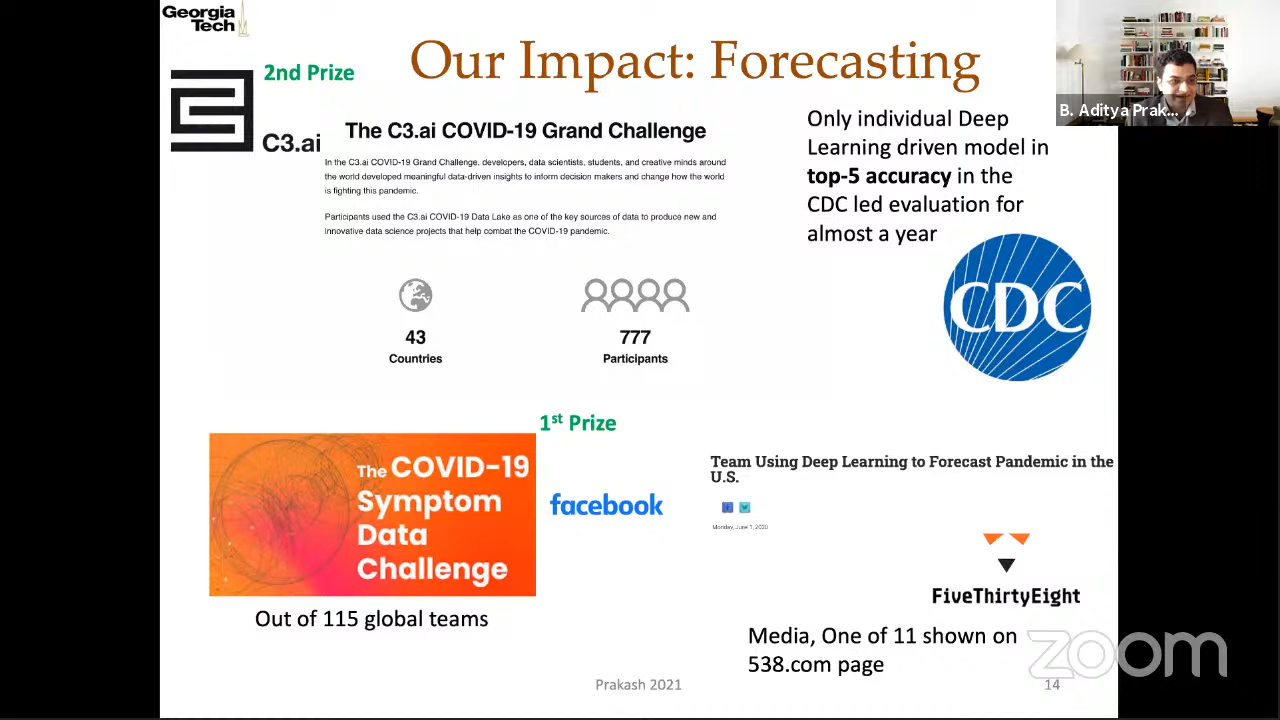 Georgia
Tech
Our Impact: Forecasting
2nd Prize
C3.ai
The C3.ai COVID-19 Grand Challenge
In the C3.ai COVID-19 Grand Challenge, developers, data scientists, students, and creative minds around
the world developed meaningful data-driven insights to inform decision makers and change how the world
is fighting this pandemic.
Participants used the C3.ai COVID-19 Data Lake as one of the key sources of data to produce new and
innovative data science projects that help combat the COVID-19 pandemic.
43
Countries
777
Participants
B. Aditya Prak...
Only individual Deep
Learning driven model in
top-5 accuracy in the
CDC led evaluation for
almost a year
CDC
1st Prize
The COVID-19
Symptom
Data
Challenge
facebook
Out of 115 global teams
Team Using Deep Learning to Forecast Pandemic in the
U.S.
Monday, June 1, 2020
FiveThirtyEight
Media, One of 11 shown on
538.com page
zoom
Prakash 2021
14